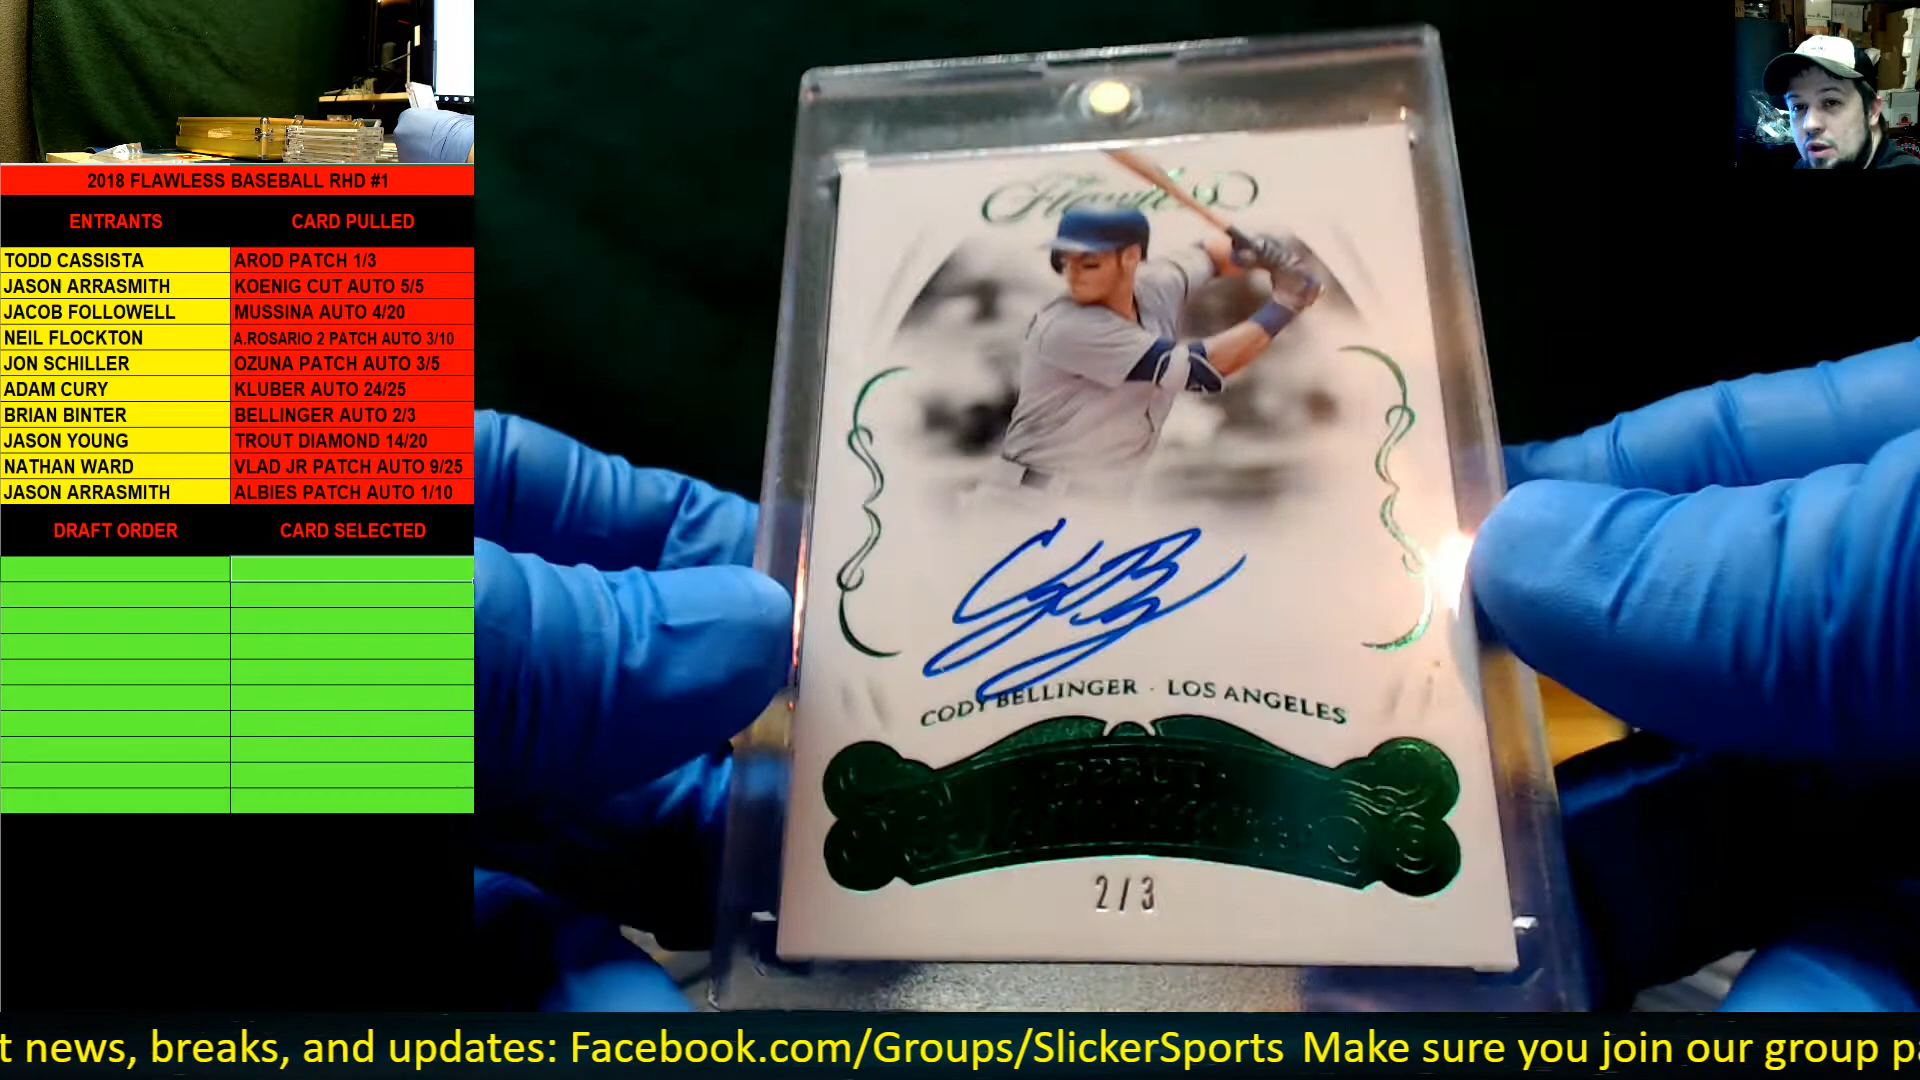 2018 FLAWLESS BASEBALL RHD #1
ENTRANTS CARD PULLED
TODD CASSISTA AROD PATCH 1/3
JASON ARRASMITH KOENIG CUT AUTO 5/5
JACOB FOLLOWELL MUSSINA AUTO 4/20
NEIL FLOCKTON A.ROSARIO 2 PATCH AUTO 3/10
JON SCHILLER OZUNA PATCH AUTO 3/5
ADAM CURY KLUBER AUTO 24/25
BRIAN BINTER BELLINGER AUTO 2/3
JASON YOUNG TROUT DIAMOND 14/20
NATHAN WARD VLAD JR PATCH AUTO 9/25
JASON ARRASMITH ALBIES PATCH AUTO 1/10
DRAFT ORDER CARD SELECTED
Flawless
CODY BELLINGER · LOS ANGELES
DEBUT
2/3
t news, breaks, and updates: Facebook.com/Groups/SlickerSports Make sure you join our group pa